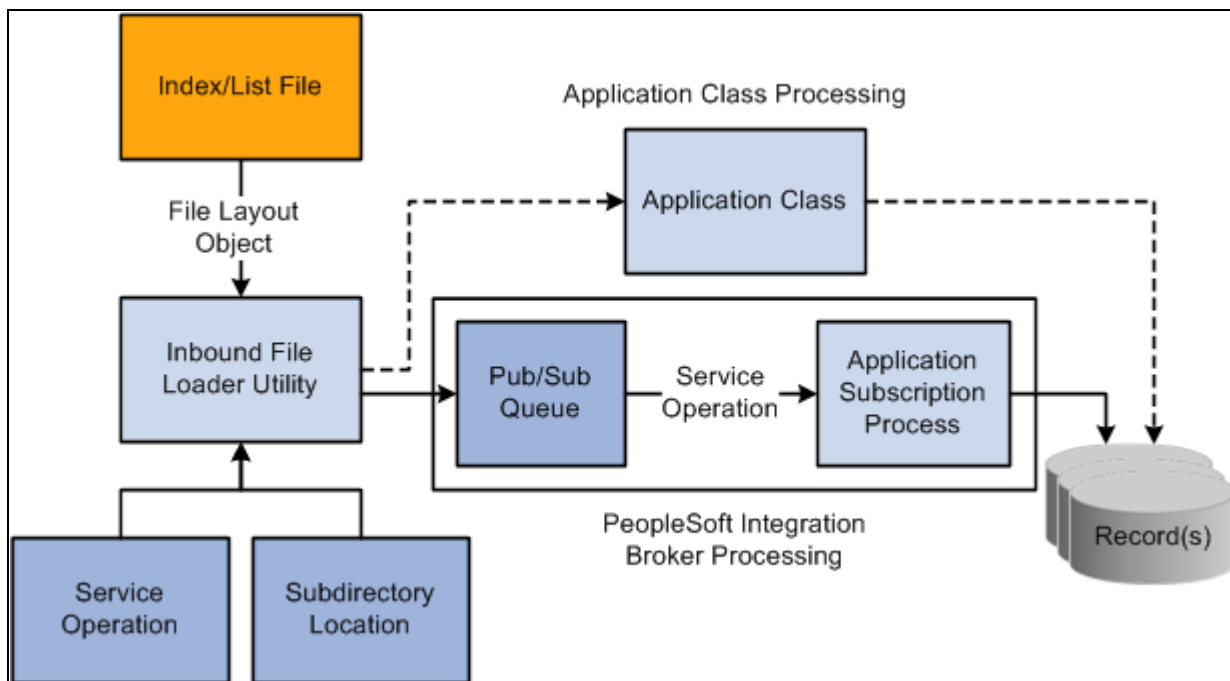 Index/List File
Application Class Processing
Application Class
File Layout
Object
Inbound File
Loader Utility
Pub/Sub
Queue
Service
Operation
Application
Subscription
Process
PeopleSoft Integration
Broker Processing
Record(s)
Service
Operation
Subdirectory
Location